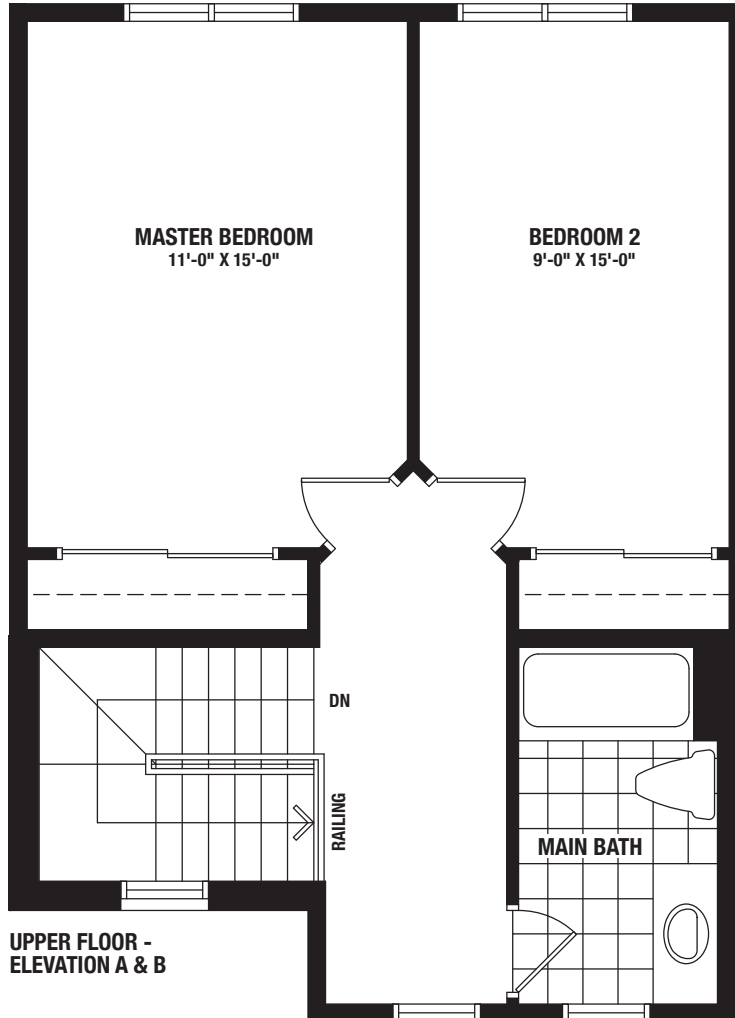 MASTER BEDROOM
11'-0" X 15'-0"
BEDROOM 2
9'-0" X 15'-0"
DN
RAILING
MAIN BATH
UPPER FLOOR -
ELEVATION A & B